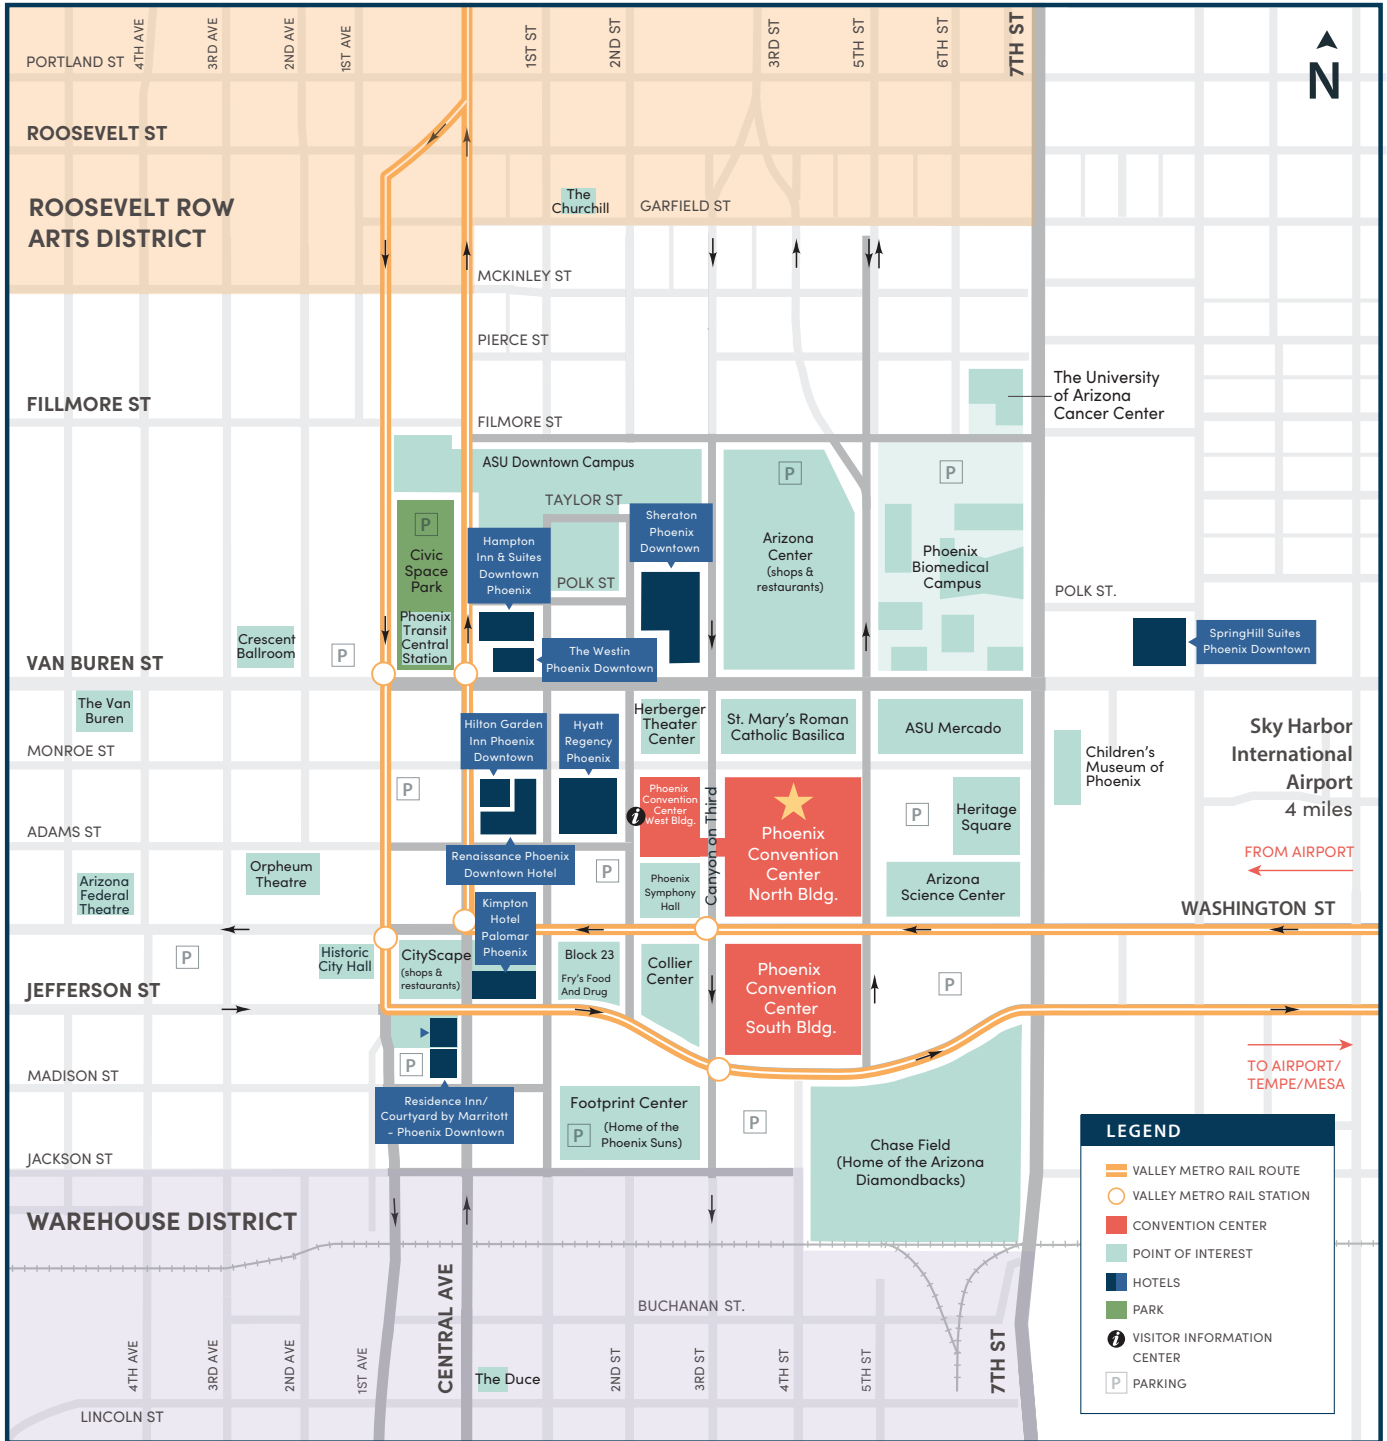 4TH AVE
3RD AVE
2ND AVE
1ST AVE
1ST ST
2ND ST
3RD ST
5TH ST
6TH ST
7TH ST
N
PORTLAND ST
ROOSEVELT ST
ROOSEVELT ROW
ARTS DISTRICT
The
Churchill
GARFIELD ST
MCKINLEY ST
PIERCE ST
FILLMORE ST
FILMORE ST
The University
of Arizona
Cancer Center
ASU Downtown Campus
P
P
TAYLOR ST
P
Civic
Space
Park
Hampton
Inn & Suites
Downtown
Phoenix
Sheraton
Phoenix
Downtown
Arizona
Center
(shops &
restaurants)
Phoenix
Biomedical
Campus
POLK ST
POLK ST.
Phoenix
Transit
Central
Station
Crescent
Ballroom
P
The Westin
Phoenix Downtown
SpringHill Suites
Phoenix Downtown
VAN BUREN ST
The Van
Buren
Hilton Garden
Inn Phoenix
Downtown
Hyatt
Regency
Phoenix
Herberger
Theater
Center
St. Mary's Roman
Catholic Basilica
ASU Mercado
Sky Harbor
International
Airport
4 miles
MONROE ST
Children's
Museum of
Phoenix
P
Phoenix
Convention
Center
West Bldg.
i
Canyon on Third
Phoenix
Convention
Center
North Bldg.
P
Heritage
Square
ADAMS ST
FROM AIRPORT
Orpheum
Theatre
Renaissance Phoenix
Downtown Hotel
P
Phoenix
Symphony
Hall
Arizona
Science Center
Arizona
Federal
Theatre
Kimpton
Hotel
Palomar
Phoenix
WASHINGTON ST
P
Historic
City Hall
CityScape
(shops &
restaurants)
Block 23
Fry's Food
And Drug
Collier
Center
Phoenix
Convention
Center
South Bldg.
P
JEFFERSON ST
P
MADISON ST
TO AIRPORT/
TEMPE/MESA
Residence Inn/
Courtyard by Marritott
- Phoenix Downtown
Footprint Center
P
(Home of the
Phoenix Suns)
P
Chase Field
(Home of the Arizona
Diamondbacks)
JACKSON ST
WAREHOUSE DISTRICT
BUCHANAN ST.
4TH AVE
3RD AVE
2ND AVE
1ST AVE
CENTRAL AVE
The Duce
2ND ST
3RD ST
4TH ST
5TH ST
7TH ST
LINCOLN ST
LEGEND
VALLEY METRO RAIL ROUTE
VALLEY METRO RAIL STATION
CONVENTION CENTER
POINT OF INTEREST
HOTELS
PARK
i
VISITOR INFORMATION
CENTER
P
PARKING